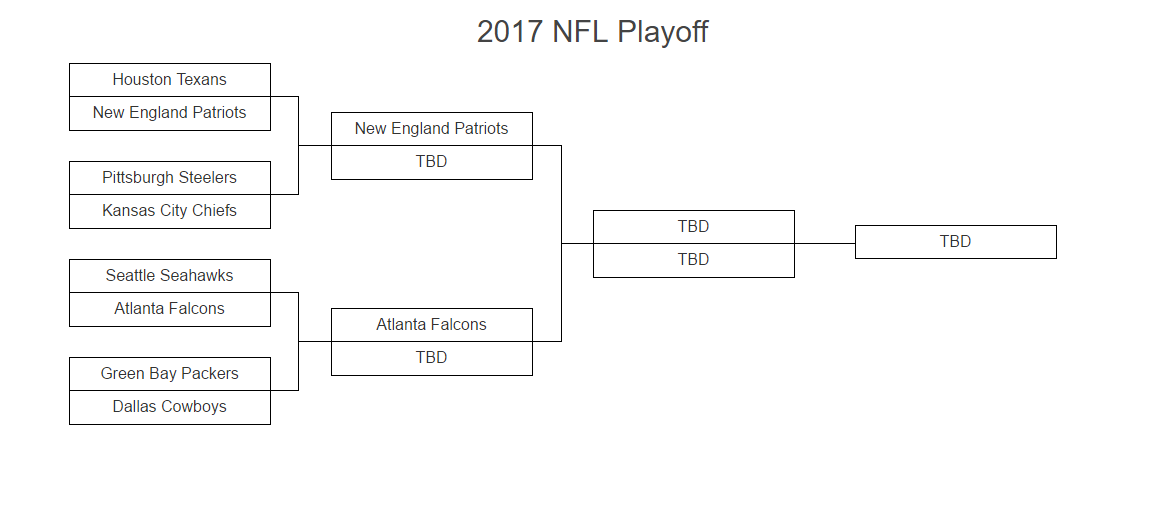 2017 NFL Playoff
Houston Texans
New England Patriots
Pittsburgh Steelers
Kansas City Chiefs
Seattle Seahawks
Atlanta Falcons
Green Bay Packers
Dallas Cowboys
New England Patriots
TBD
Atlanta Falcons
TBD
TBD
TBD
TBD